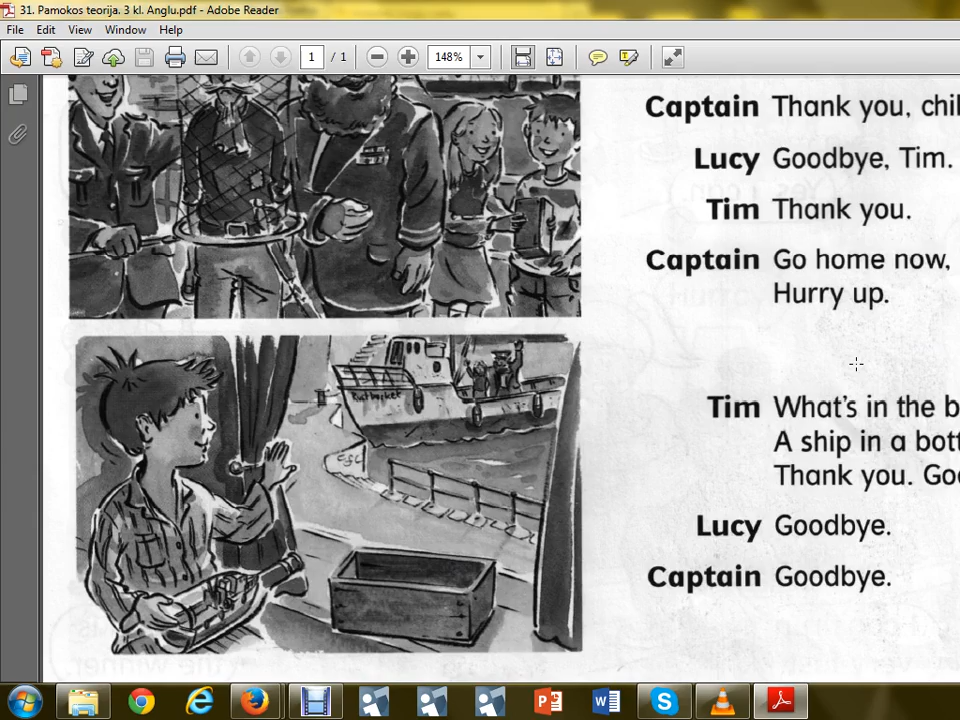 31. Pamokos teorija. 3 kl. Anglu.pdf - Adobe Reader
File Edit View Window Help
1 / 1 148%
Captain Thank you, chil
Lucy Goodbye, Tim.
Tim Thank you.
Captain Go home now,
Hurry up.
Tim What's in the b
A ship in a bott
Thank you. Goo
Lucy Goodbye.
Captain Goodbye.